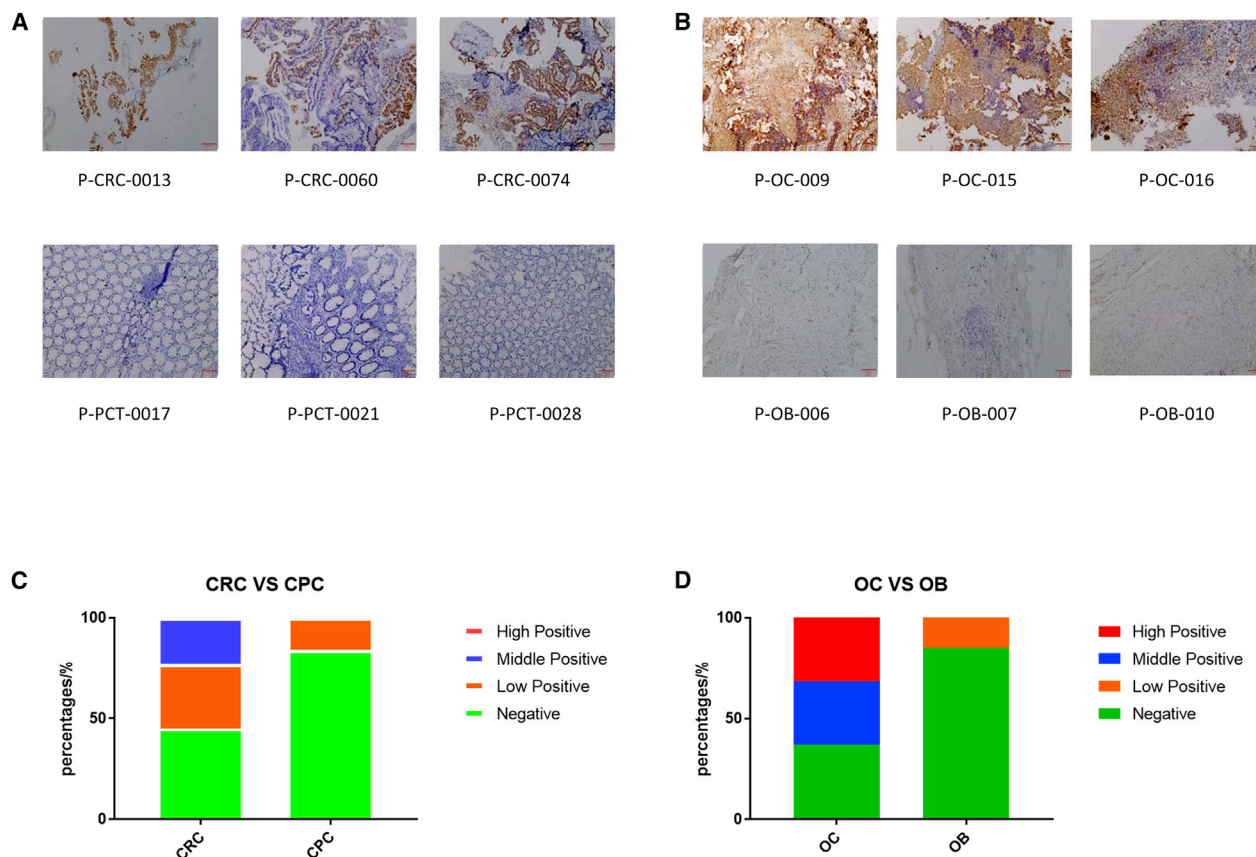 A
P-CRC-0013 P-CRC-0060 P-CRC-0074
P-PCT-0017 P-PCT-0021 P-PCT-0028
B
P-OC-009 P-OC-015 P-OC-016
P-OB-006 P-OB-007 P-OB-010
C
CRC VS CPC
percentages/%
100
50
0
CRC CPC
High Positive
Middle Positive
Low Positive
Negative
D
OC VS OB
percentages/%
100
50
0
OC OB
High Positive
Middle Positive
Low Positive
Negative